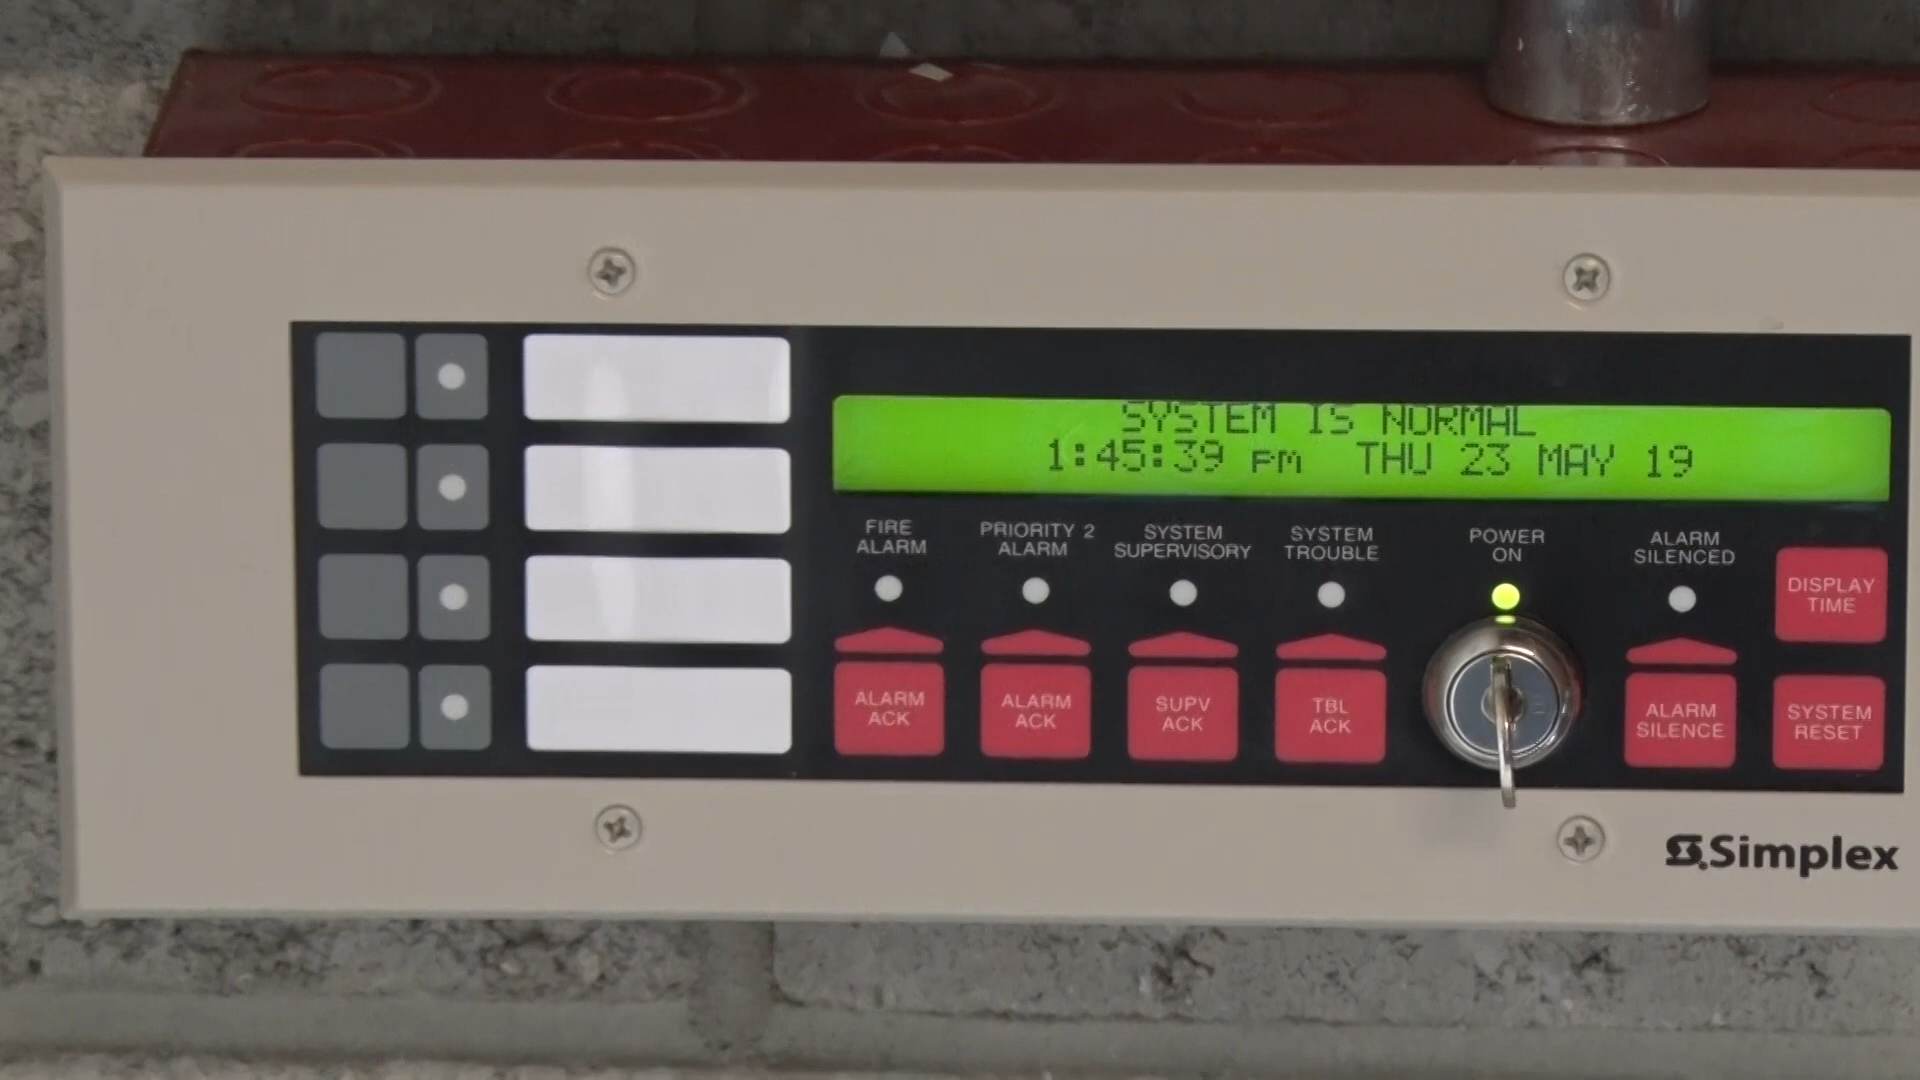 SYSTEM IS NORMAL
1:45:39 pm THU 23 MAY 19
FIRE
ALARM
PRIORITY 2
ALARM
SYSTEM
SUPERVISORY
SYSTEM
TROUBLE
POWER
ON
ALARM
SILENCED
DISPLAY
TIME
ALARM
ACK
ALARM
ACK
SUPV
ACK
TBL
ACK
ALARM
SILENCE
SYSTEM
RESET
Simplex